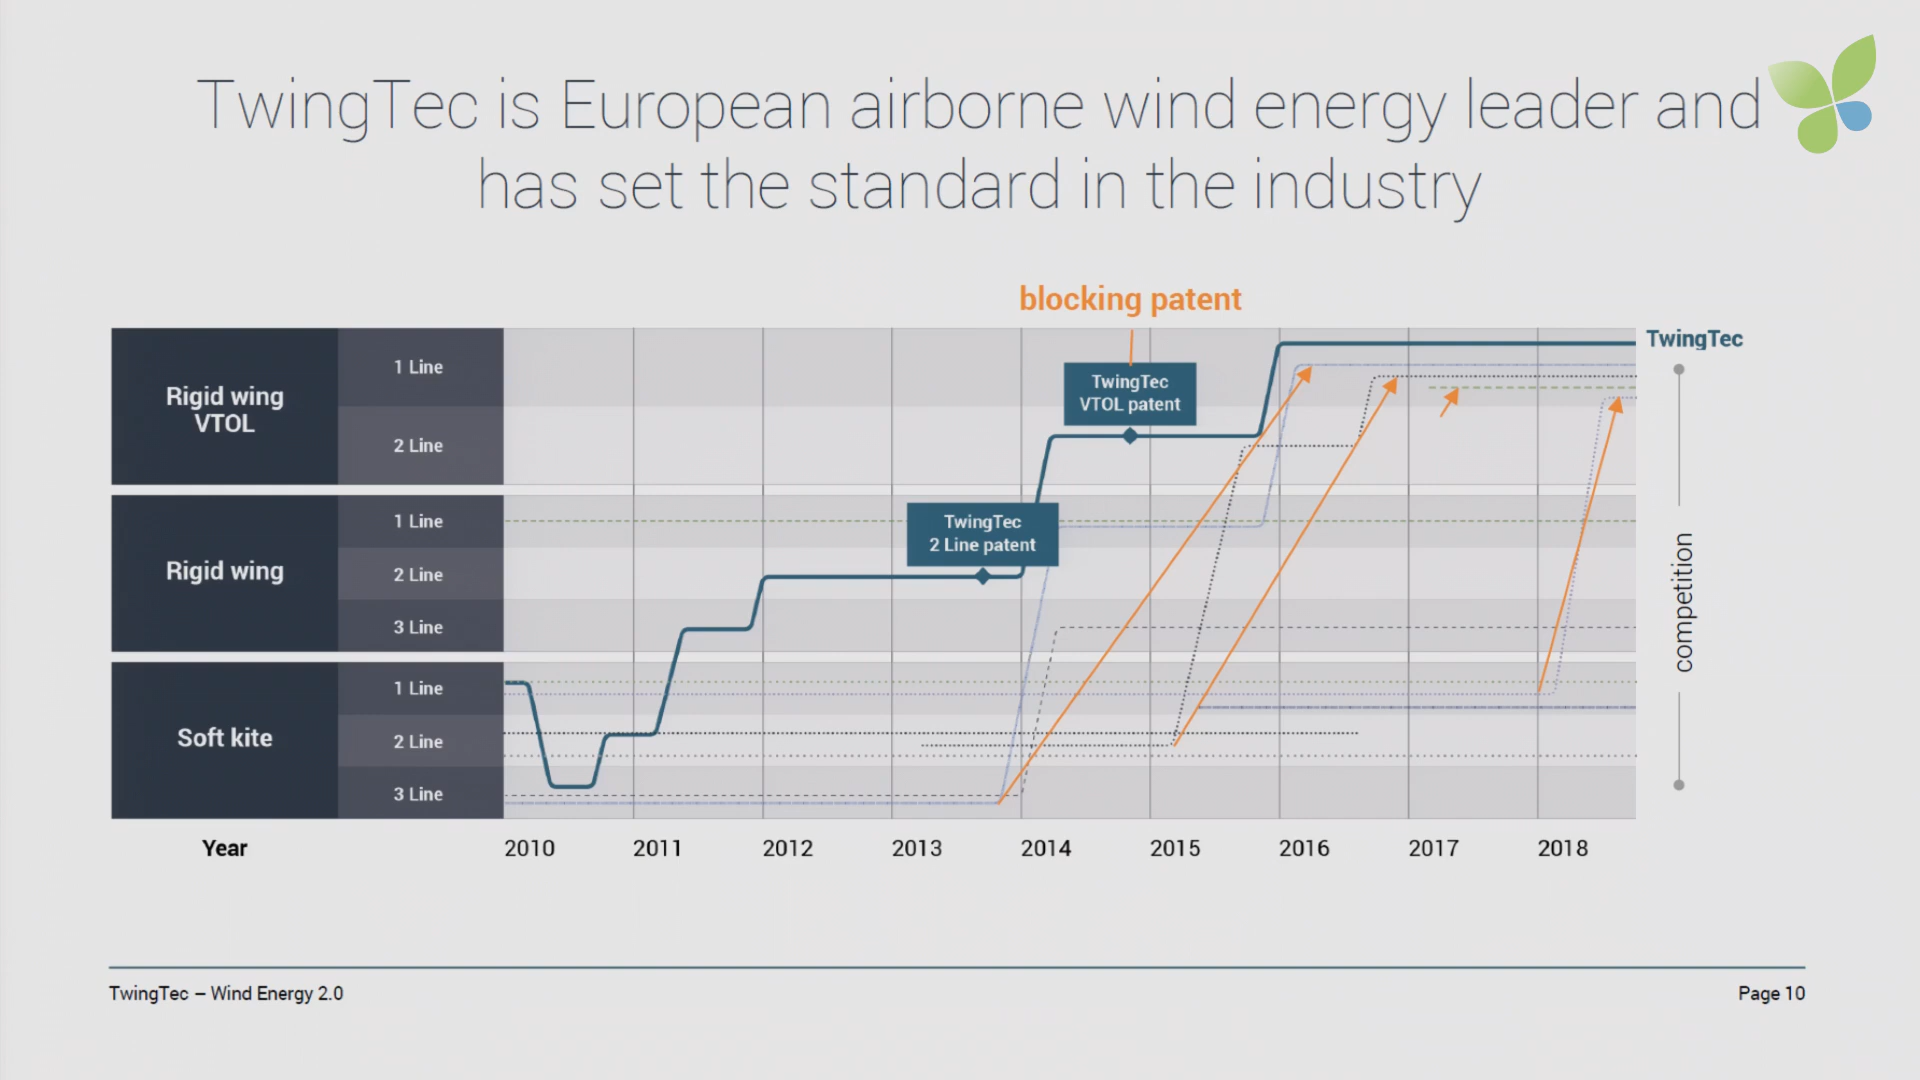 TwingTec is European airborne wind energy leader and
has set the standard in the industry
blocking patent
TwingTec
Rigid wing
VTOL
1 Line
2 Line
TwingTec
VTOL patent
Rigid wing
1 Line
2 Line
3 Line
TwingTec
2 Line patent
competition
Soft kite
1 Line
2 Line
3 Line
Year
2010
2011
2012
2013
2014
2015
2016
2017
2018
TwingTec – Wind Energy 2.0
Page 10